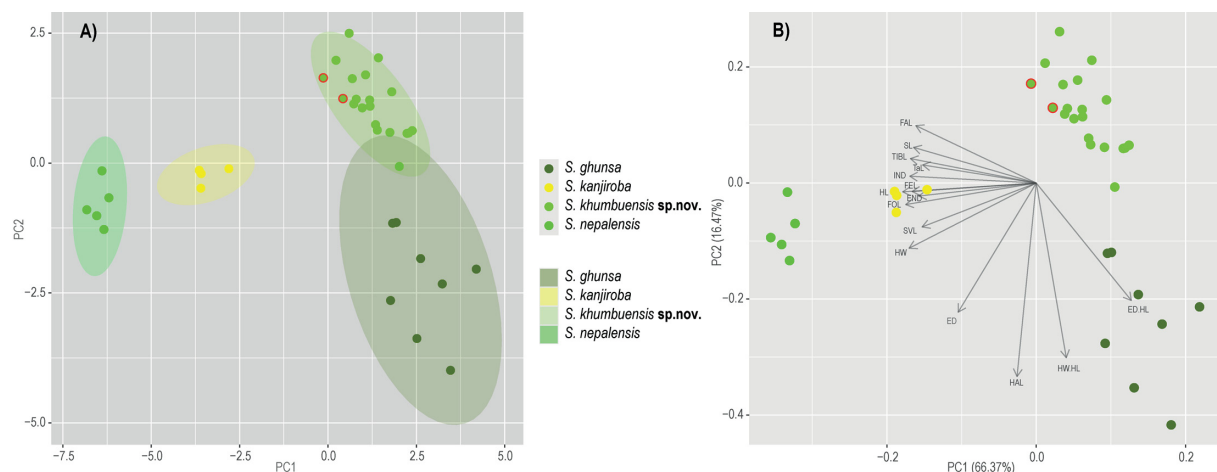 A)
2.5
0.0
-2.5
-5.0
PC2
-7.5
-5.0
-2.5
0.0
2.5
5.0
PC1
S. ghunsa
S. kanjiroba
S. khumbuensis sp.nov.
S. nepalensis
S. ghunsa
S. kanjiroba
S. khumbuensis sp.nov.
S. nepalensis
B)
0.2
0.0
−0.2
−0.4
PC2 (16.47%)
FAL
SL
TIBL
TaL
IND
FEL
HL
END
FOL
SVL
HW
ED
HAL
HW.HL
ED.HL
−0.2
0.0
0.2
PC1 (66.37%)